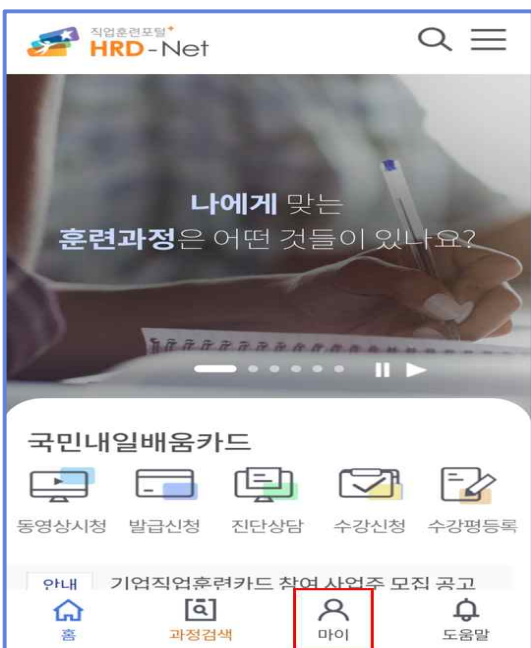 직업훈련포털+
HRD-Net
나에게 맞는
훈련과정은 어떤 것들이 있나요?
국민내일배움카드
동영상시청 발급신청 진단상담 수강신청 수강평등록
안내 기업직업훈련카드 참여 사업주 모집 공고
홈 과정검색 마이 도움말